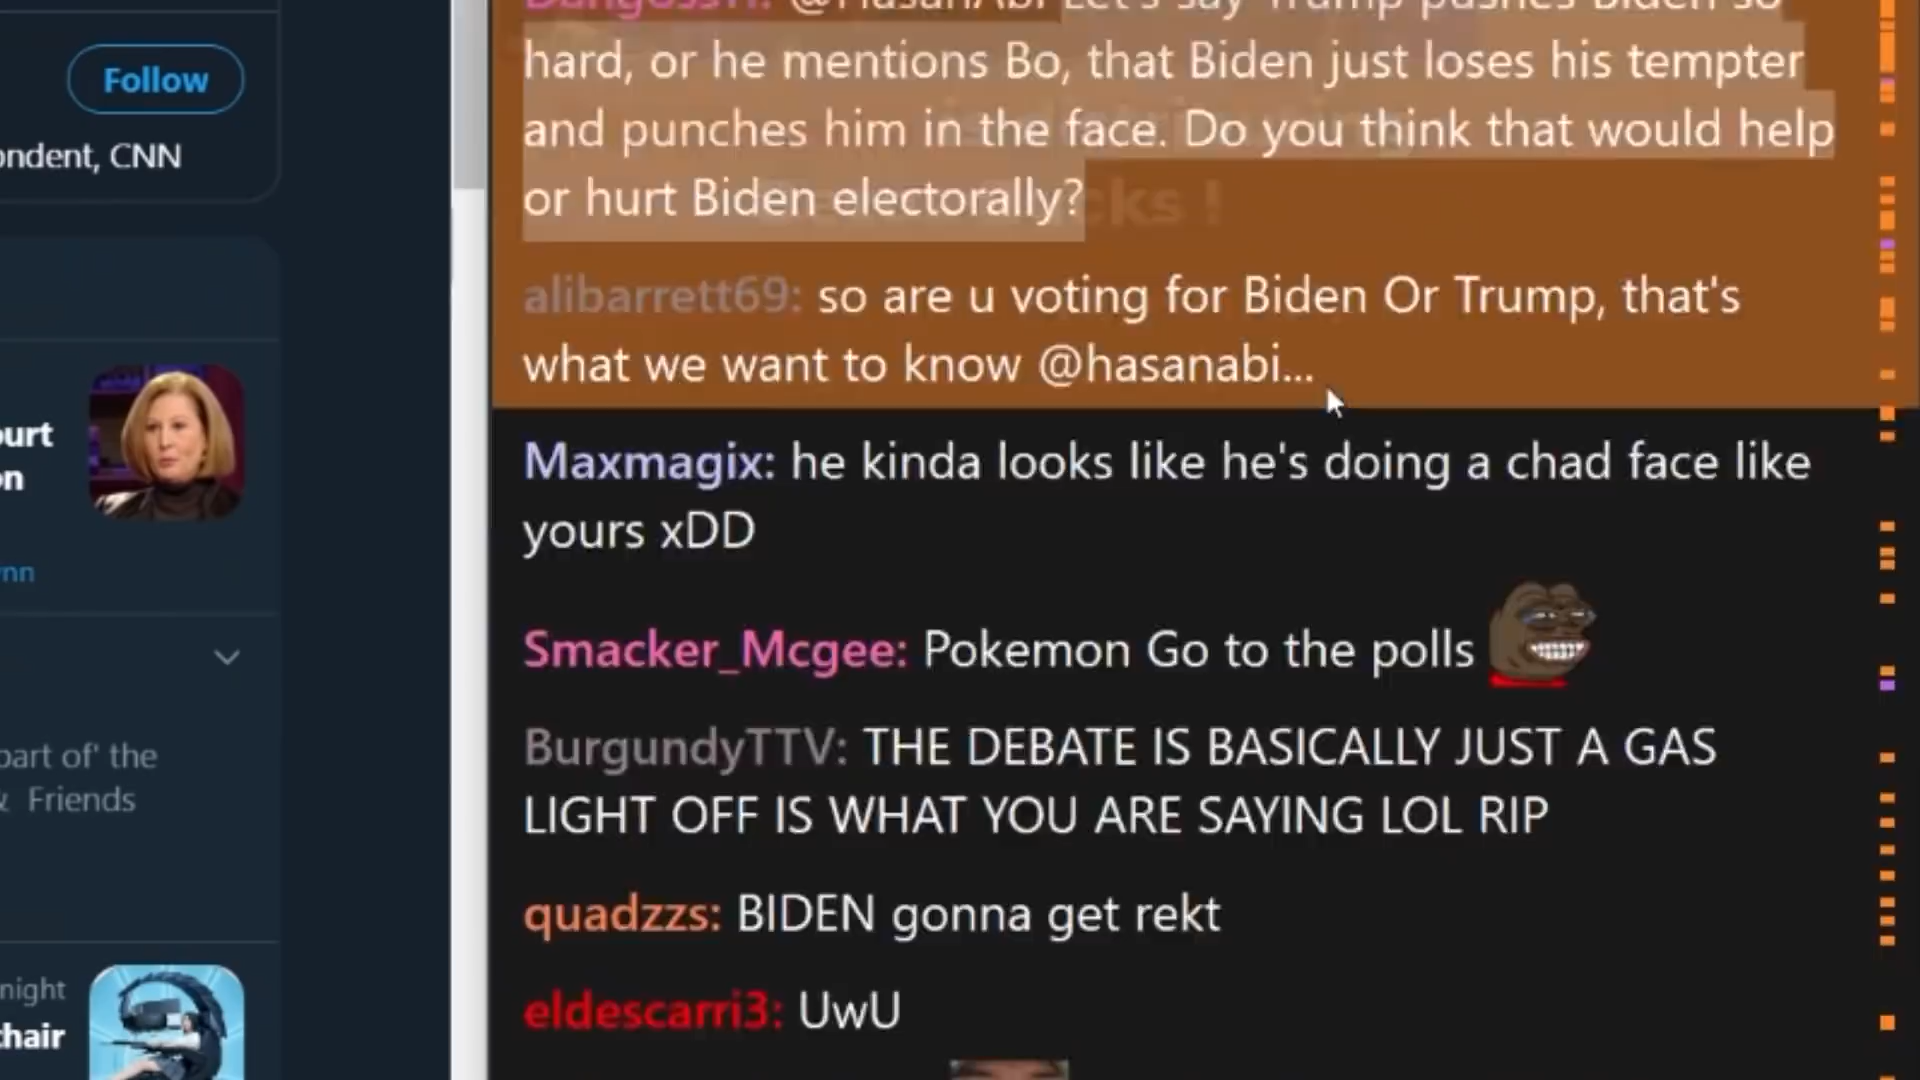 Follow
ondent, CNN
ourt
on
nn
part of' the
& Friends
night
chair
hard, or he mentions Bo, that Biden just loses his tempter
and punches him in the face. Do you think that would help
or hurt Biden electorally?
alibarrett69: so are u voting for Biden Or Trump, that's
what we want to know @hasanabi...
Maxmagix: he kinda looks like he's doing a chad face like
yours xDD
Smacker_Mcgee: Pokemon Go to the polls
BurgundyTTV: THE DEBATE IS BASICALLY JUST A GAS
LIGHT OFF IS WHAT YOU ARE SAYING LOL RIP
quadzzs: BIDEN gonna get rekt
eldescarri3: UwU